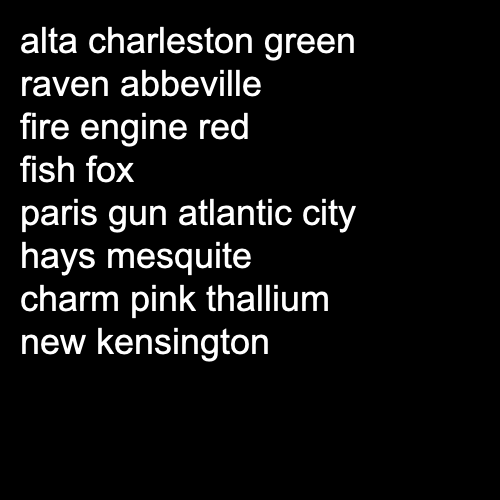 alta charleston green
raven abbeville
fire engine red
fish fox
paris gun atlantic city
hays mesquite
charm pink thallium
new kensington